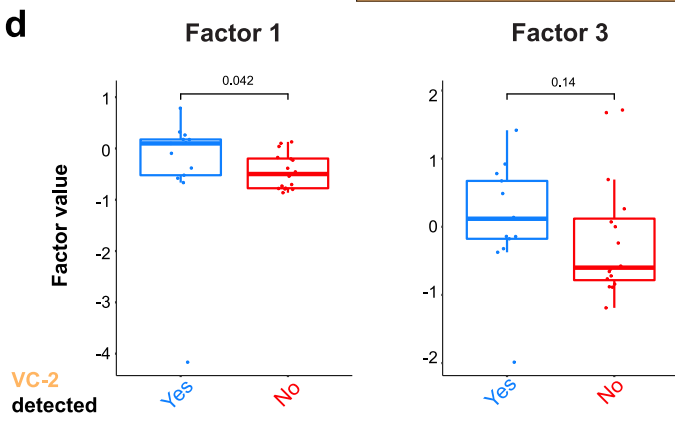 d
Factor 1
Factor 3
0.042
0.14
Factor value
1
0
-1
-2
-3
-4
2
1
0
-1
-2
VC-2
detected
Yes
No
Yes
No